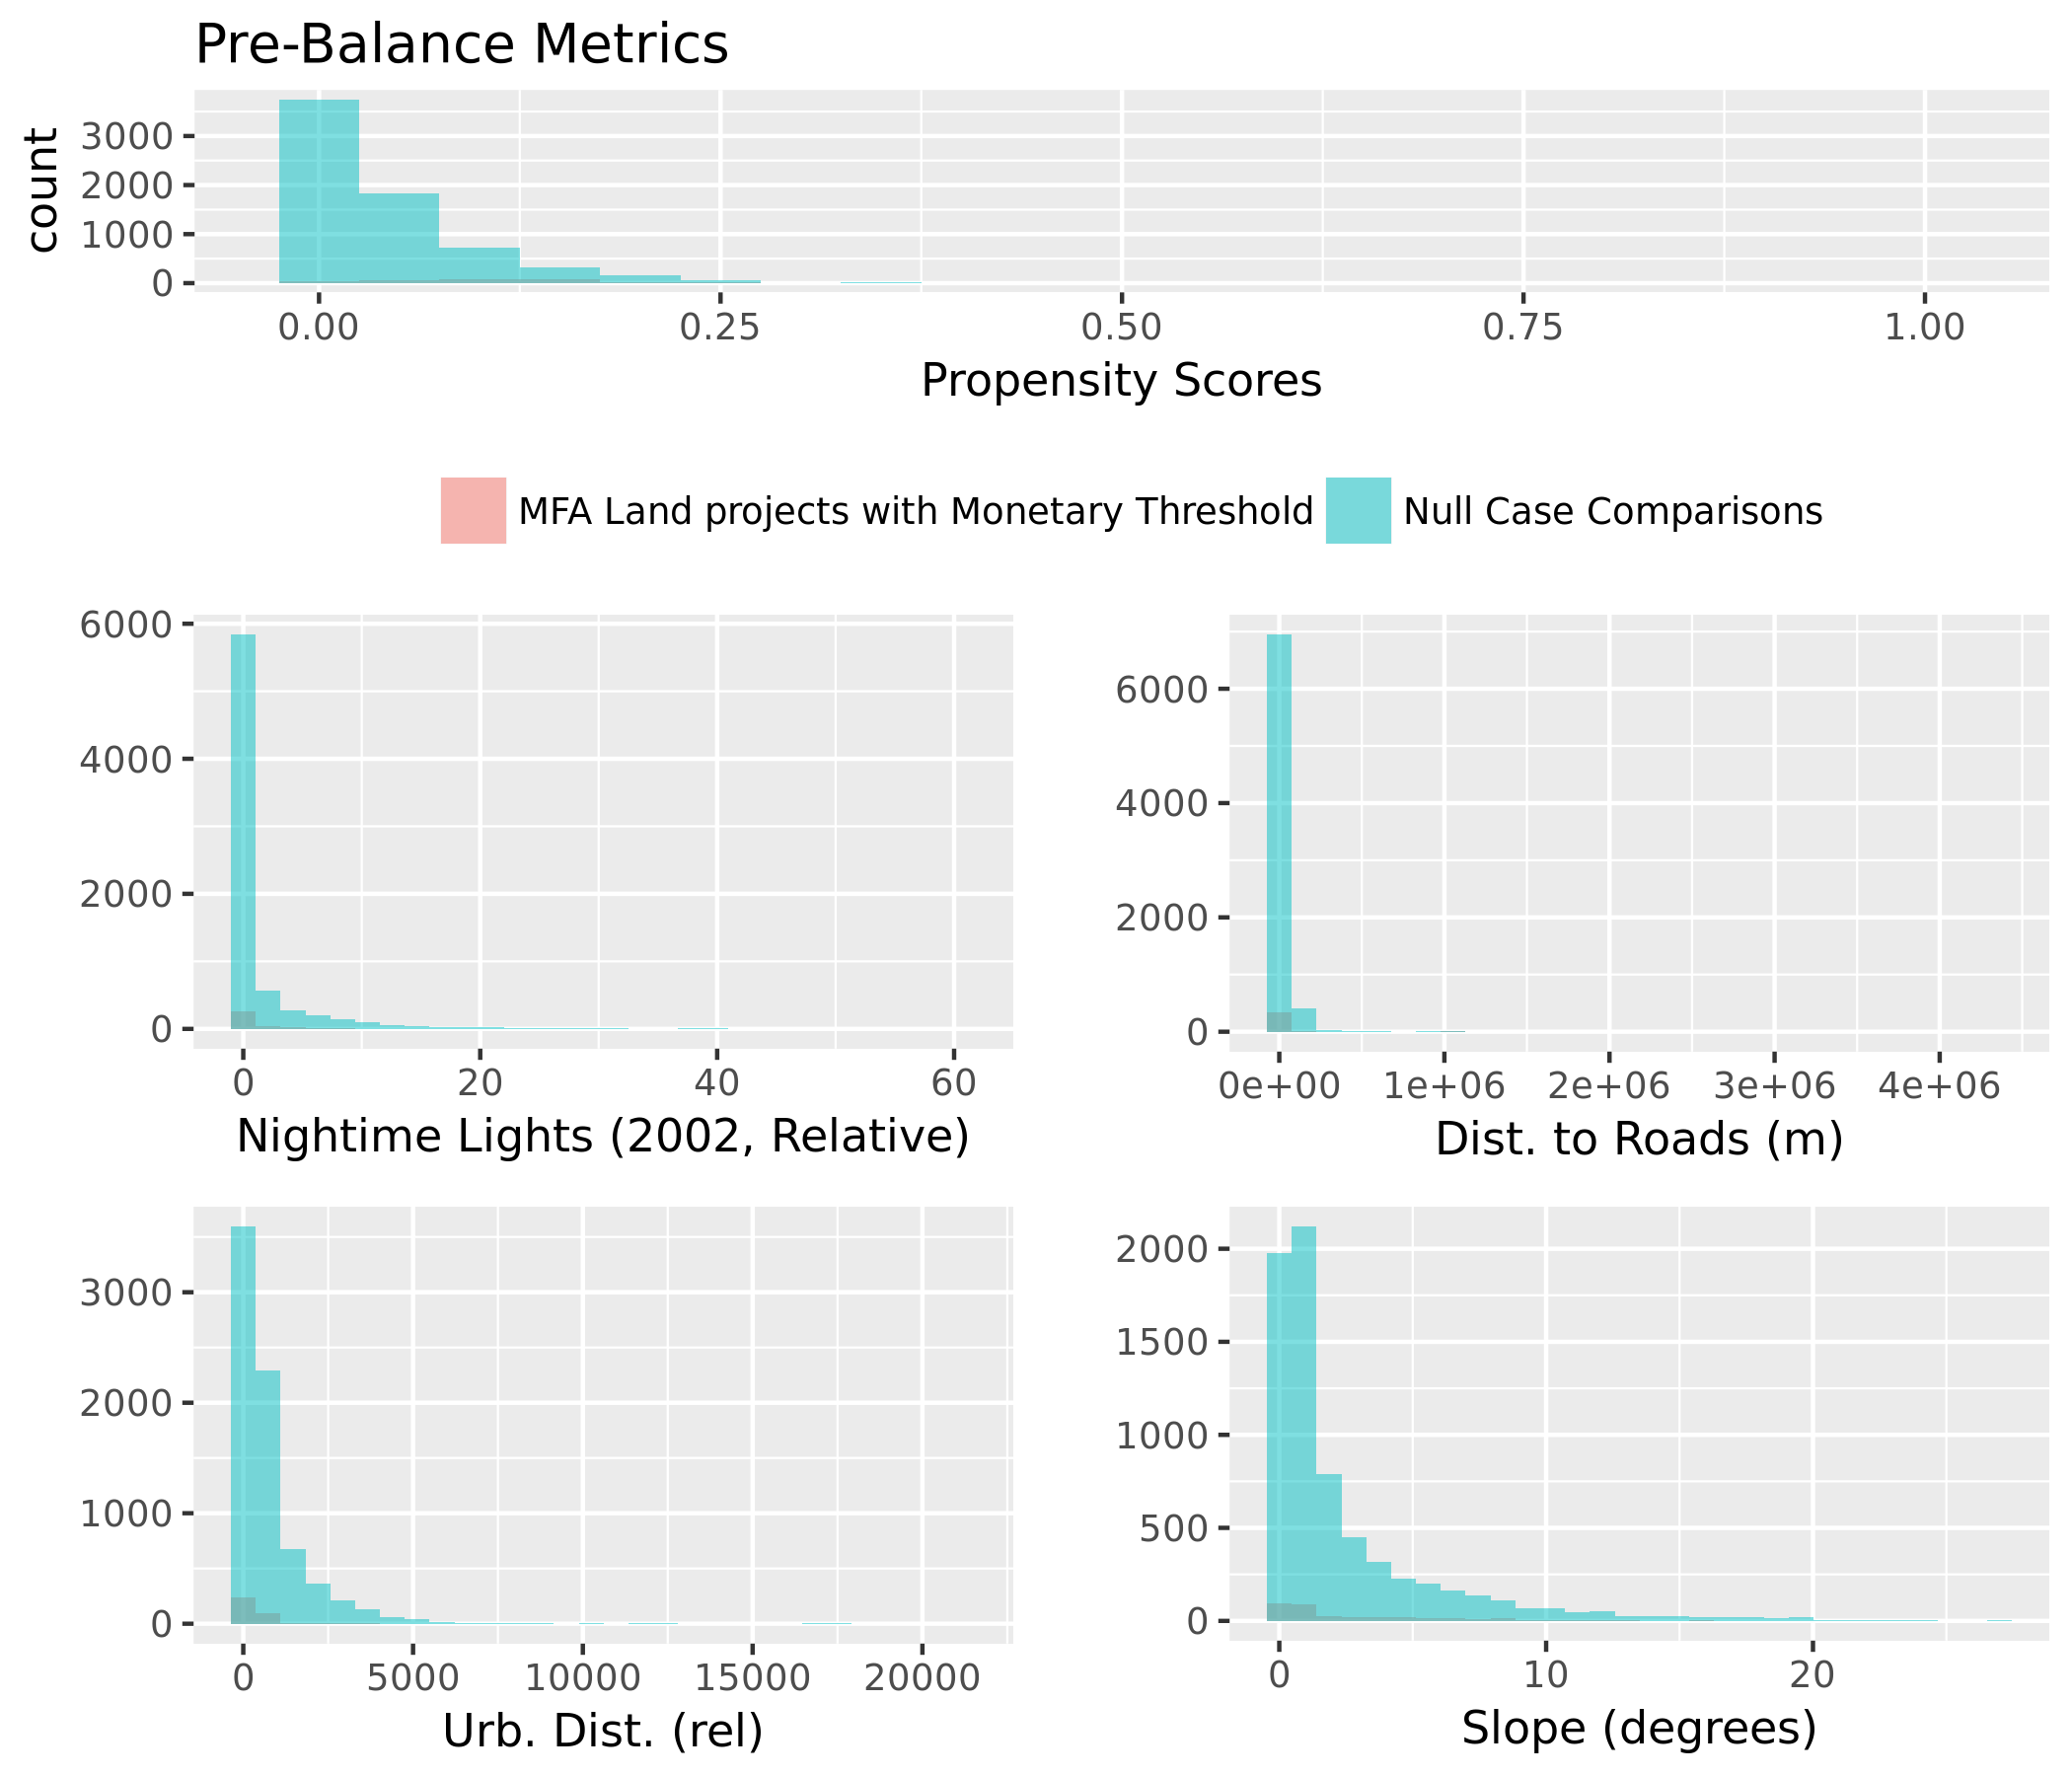 Pre-Balance Metrics
count
3000
2000
1000
0
0.00 0.25 0.50 0.75 1.00
Propensity Scores
MFA Land projects with Monetary Threshold Null Case Comparisons
6000
4000
2000
0
0 20 40 60
Nightime Lights (2002, Relative)
6000
4000
2000
0
0e+00 1e+06 2e+06 3e+06 4e+06
Dist. to Roads (m)
3000
2000
1000
0
0 5000 10000 15000 20000
Urb. Dist. (rel)
2000
1500
1000
500
0
0 10 20
Slope (degrees)